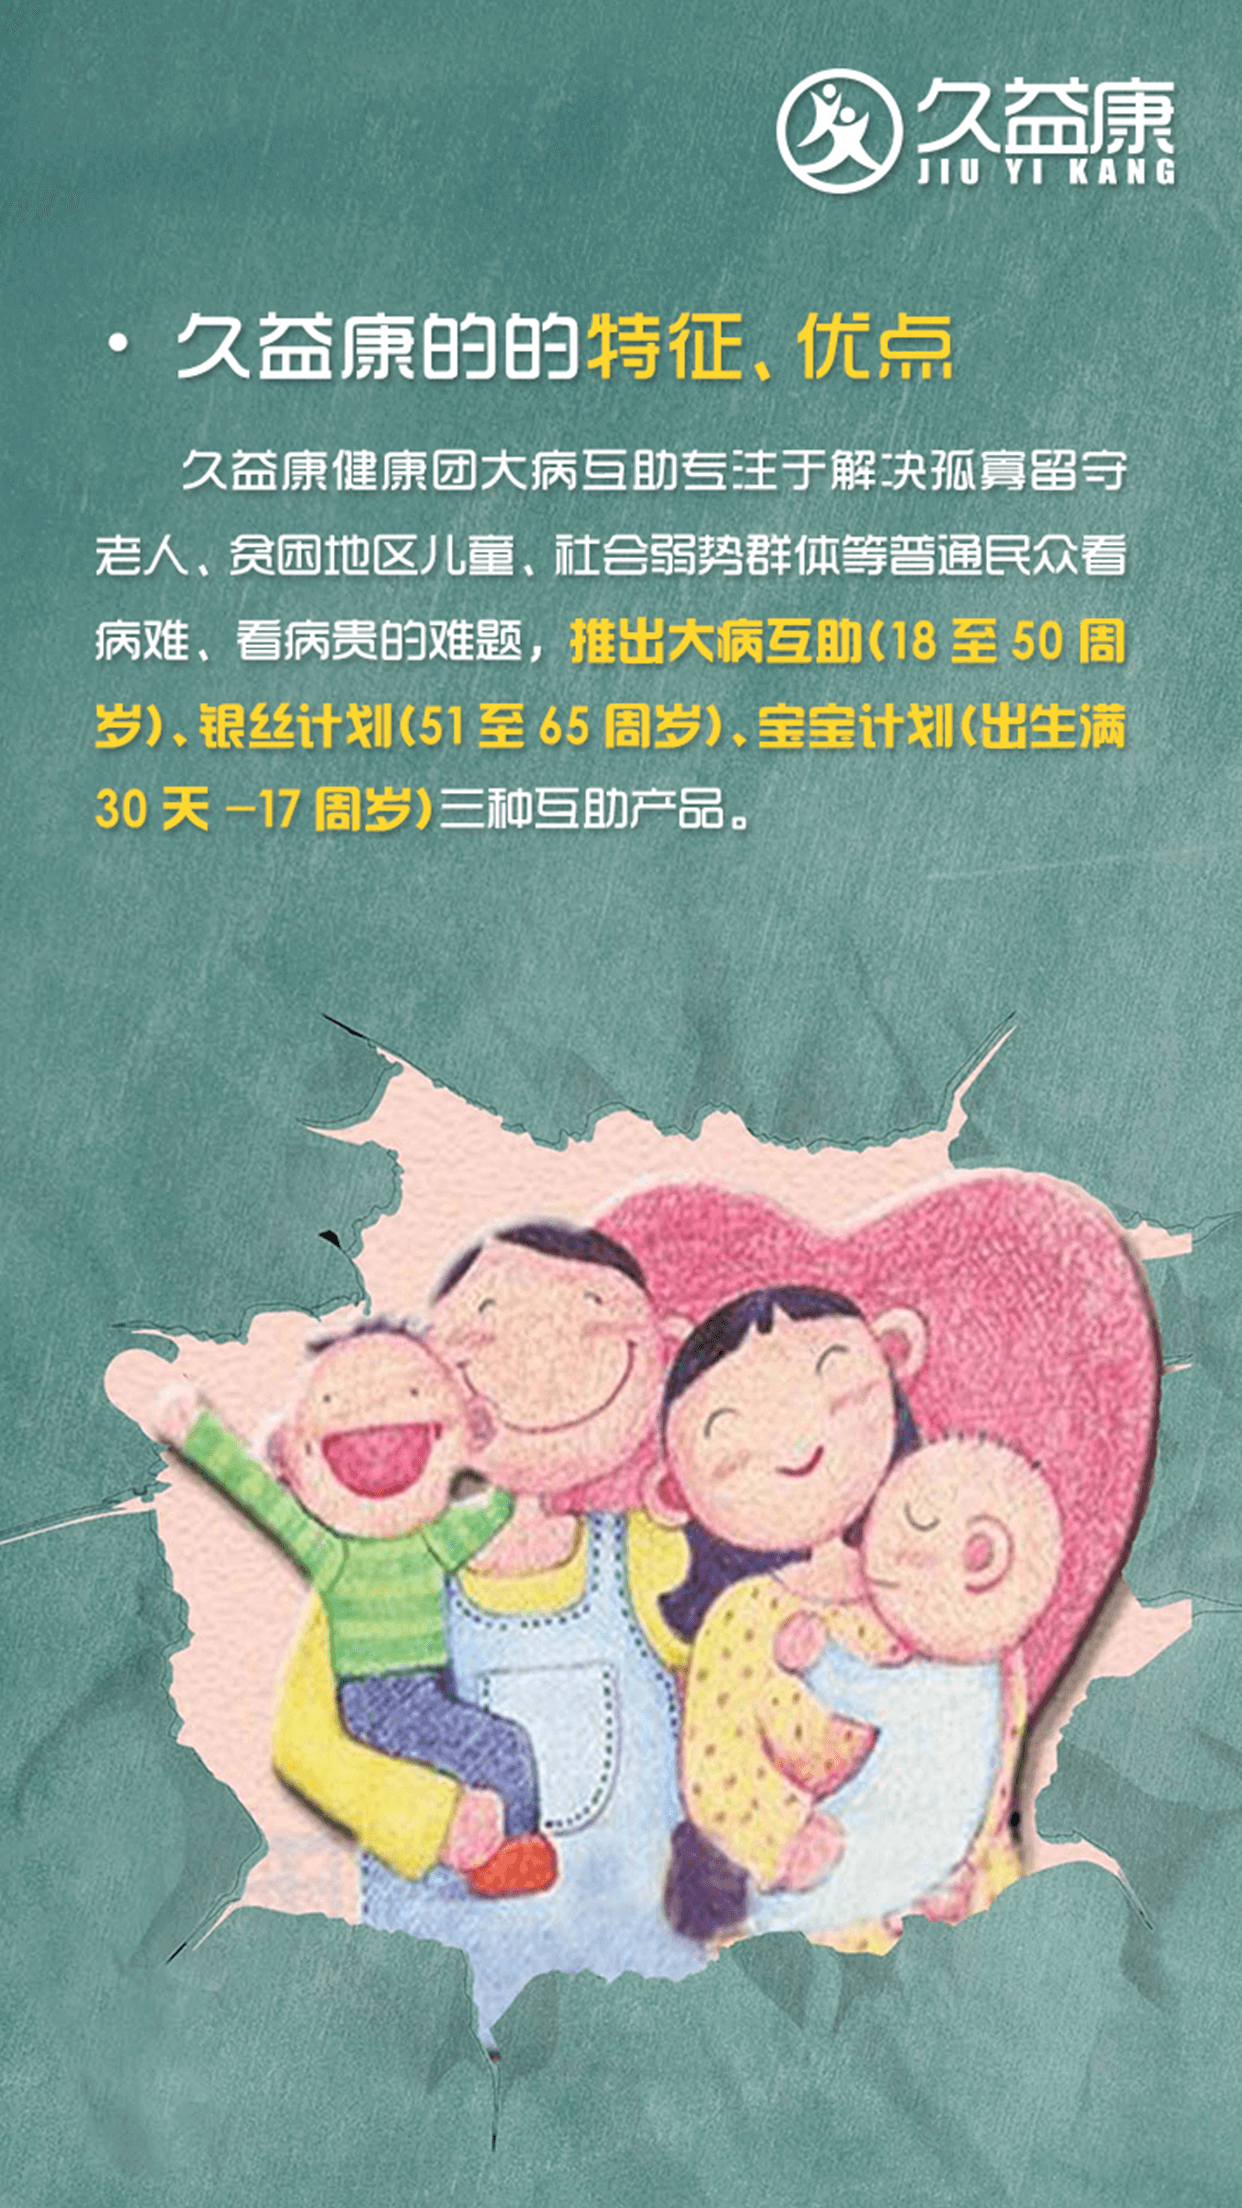 久益康
JIU YI KANG
• 久益康的的特征、优点
久益康健康团大病互助专注于解决孤寡留守
老人、贫困地区儿童、社会弱势群体等普通民众看
病难、看病贵的难题，推出大病互助(18 至 50 周
岁)、银丝计划(51 至 65 周岁)、宝宝计划(出生满
30 天 –17 周岁)三种互助产品。